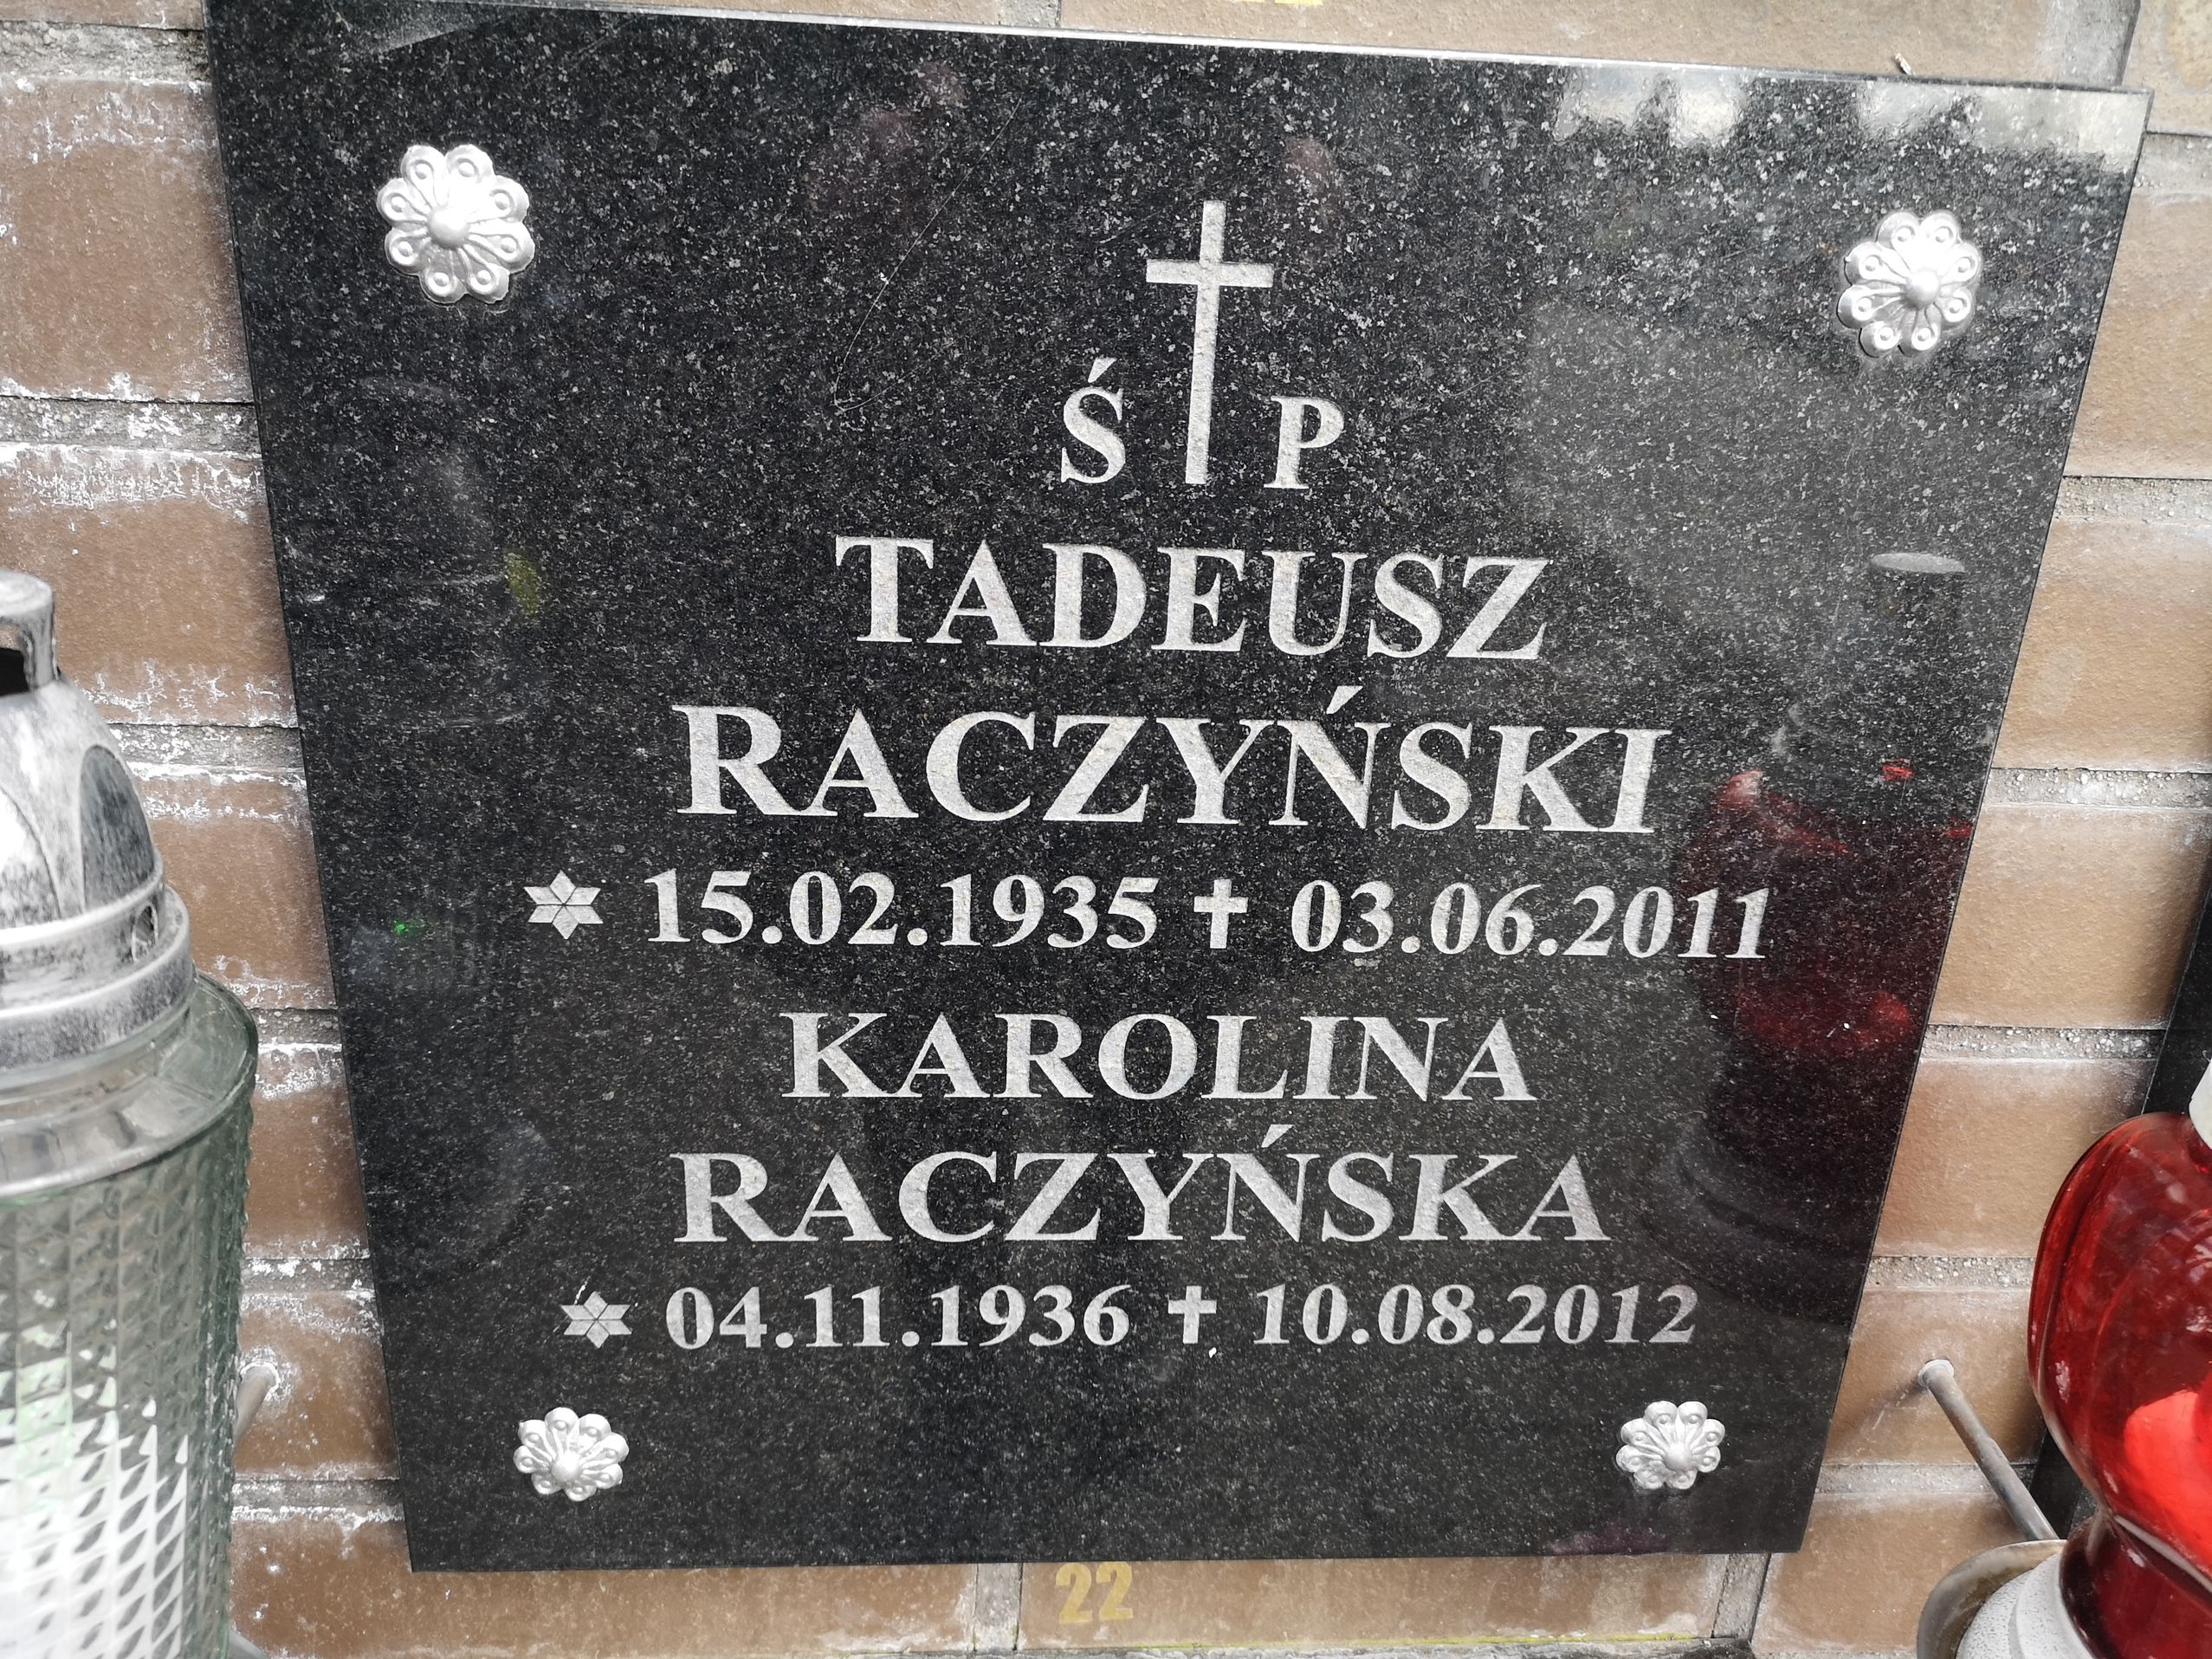 Ś P
TADEUSZ
RACZYŃSKI
15.02.1935 ✝ 03.06.2011
KAROLINA
RACZYŃSKA
04.11.1936 ✝ 10.08.2012
22